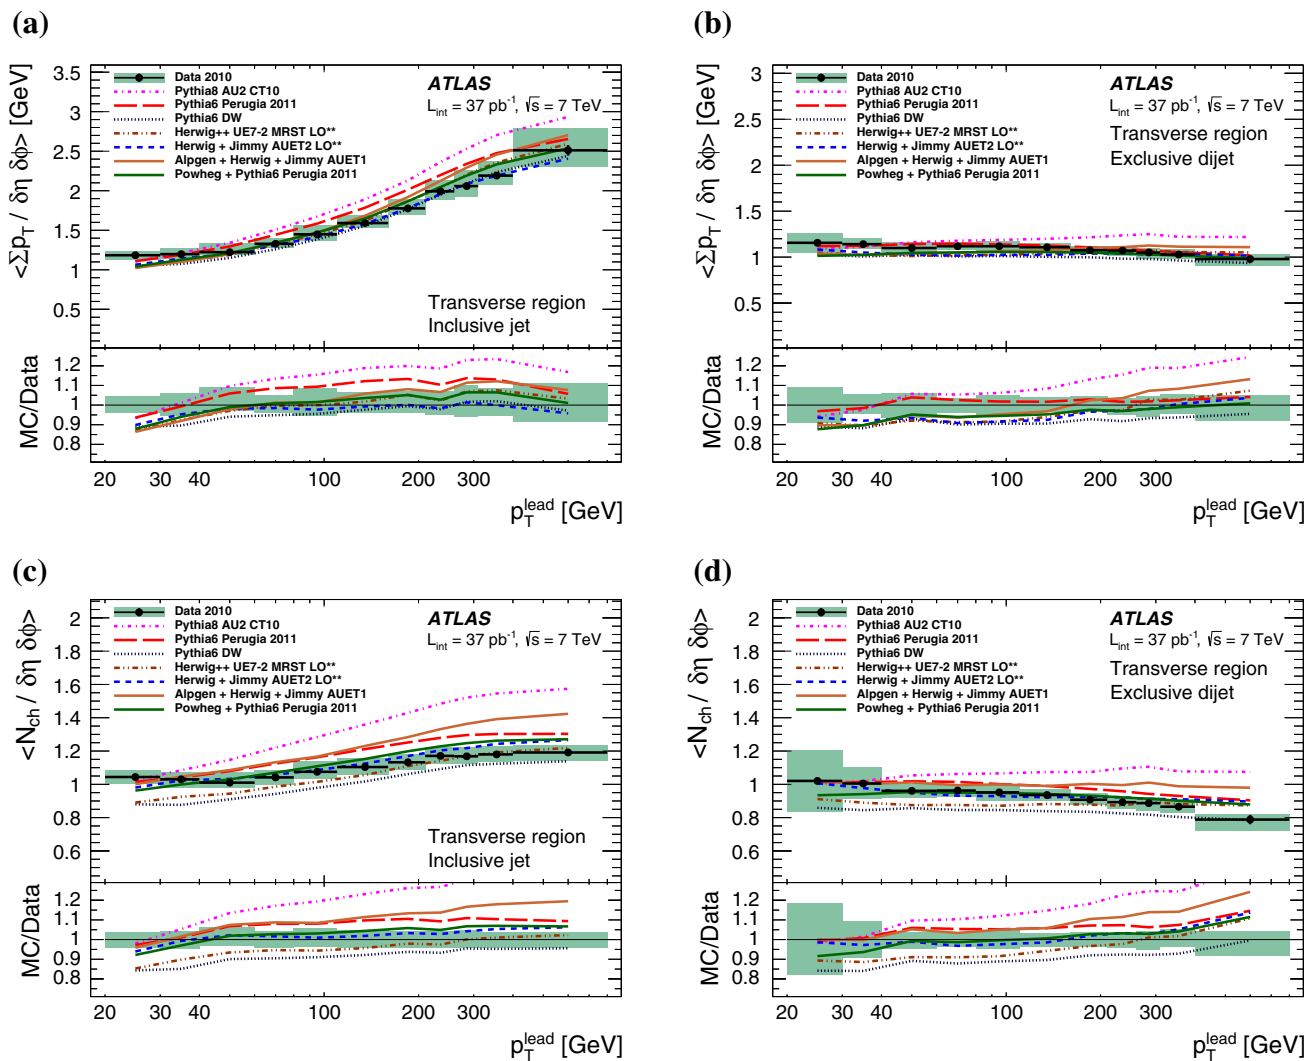 (a)
<Σp_T / δη δϕ> [GeV]
3.5
3
2.5
2
1.5
1
0.5
Data 2010
Pythia8 AU2 CT10
Pythia6 Perugia 2011
Pythia6 DW
Herwig++ UE7-2 MRST LO**
Herwig + Jimmy AUET2 LO**
Alpgen + Herwig + Jimmy AUET1
Powheg + Pythia6 Perugia 2011
ATLAS
L_int = 37 pb⁻¹, √s = 7 TeV
Transverse region
Inclusive jet
MC/Data
1.2
1.1
1
0.9
0.8
20 30 40 100 200 300
p_T^lead [GeV]
(b)
<Σp_T / δη δϕ> [GeV]
3
2.5
2
1.5
1
0.5
Data 2010
Pythia8 AU2 CT10
Pythia6 Perugia 2011
Pythia6 DW
Herwig++ UE7-2 MRST LO**
Herwig + Jimmy AUET2 LO**
Alpgen + Herwig + Jimmy AUET1
Powheg + Pythia6 Perugia 2011
ATLAS
L_int = 37 pb⁻¹, √s = 7 TeV
Transverse region
Exclusive dijet
MC/Data
1.2
1.1
1
0.9
0.8
20 30 40 100 200 300
p_T^lead [GeV]
(c)
<N_ch / δη δϕ>
2
1.8
1.6
1.4
1.2
1
0.8
0.6
Data 2010
Pythia8 AU2 CT10
Pythia6 Perugia 2011
Pythia6 DW
Herwig++ UE7-2 MRST LO**
Herwig + Jimmy AUET2 LO**
Alpgen + Herwig + Jimmy AUET1
Powheg + Pythia6 Perugia 2011
ATLAS
L_int = 37 pb⁻¹, √s = 7 TeV
Transverse region
Inclusive jet
MC/Data
1.2
1.1
1
0.9
0.8
20 30 40 100 200 300
p_T^lead [GeV]
(d)
<N_ch / δη δϕ>
2
1.8
1.6
1.4
1.2
1
0.8
0.6
Data 2010
Pythia8 AU2 CT10
Pythia6 Perugia 2011
Pythia6 DW
Herwig++ UE7-2 MRST LO**
Herwig + Jimmy AUET2 LO**
Alpgen + Herwig + Jimmy AUET1
Powheg + Pythia6 Perugia 2011
ATLAS
L_int = 37 pb⁻¹, √s = 7 TeV
Transverse region
Exclusive dijet
MC/Data
1.2
1.1
1
0.9
0.8
20 30 40 100 200 300
p_T^lead [GeV]